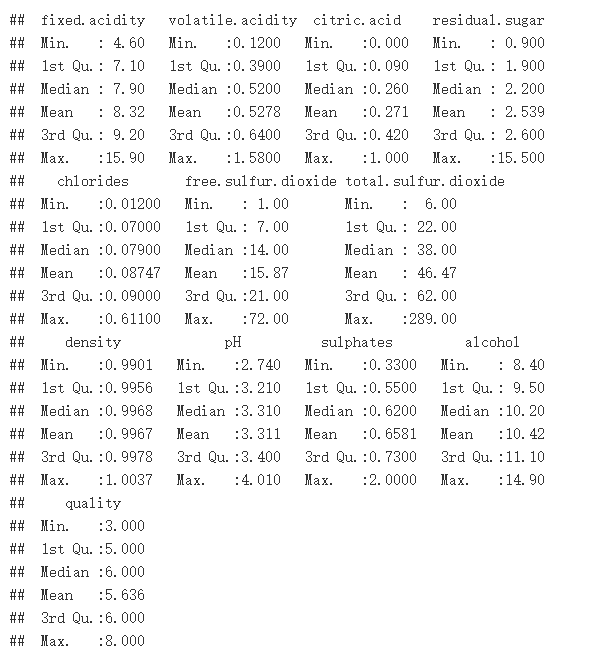 ##  fixed.acidity   volatile.acidity  citric.acid    residual.sugar
##  Min.   : 4.60   Min.   :0.1200   Min.   :0.000   Min.   : 0.900
##  1st Qu.: 7.10   1st Qu.:0.3900   1st Qu.:0.090   1st Qu.: 1.900
##  Median : 7.90   Median :0.5200   Median :0.260   Median : 2.200
##  Mean   : 8.32   Mean   :0.5278   Mean   :0.271   Mean   : 2.539
##  3rd Qu.: 9.20   3rd Qu.:0.6400   3rd Qu.:0.420   3rd Qu.: 2.600
##  Max.   :15.90   Max.   :1.5800   Max.   :1.000   Max.   :15.500
##    chlorides       free.sulfur.dioxide total.sulfur.dioxide
##  Min.   :0.01200   Min.   : 1.00       Min.   :  6.00
##  1st Qu.:0.07000   1st Qu.: 7.00       1st Qu.: 22.00
##  Median :0.07900   Median :14.00       Median : 38.00
##  Mean   :0.08747   Mean   :15.87       Mean   : 46.47
##  3rd Qu.:0.09000   3rd Qu.:21.00       3rd Qu.: 62.00
##  Max.   :0.61100   Max.   :72.00       Max.   :289.00
##     density             pH          sulphates         alcohol
##  Min.   :0.9901   Min.   :2.740   Min.   :0.3300   Min.   : 8.40
##  1st Qu.:0.9956   1st Qu.:3.210   1st Qu.:0.5500   1st Qu.: 9.50
##  Median :0.9968   Median :3.310   Median :0.6200   Median :10.20
##  Mean   :0.9967   Mean   :3.311   Mean   :0.6581   Mean   :10.42
##  3rd Qu.:0.9978   3rd Qu.:3.400   3rd Qu.:0.7300   3rd Qu.:11.10
##  Max.   :1.0037   Max.   :4.010   Max.   :2.0000   Max.   :14.90
##     quality
##  Min.   :3.000
##  1st Qu.:5.000
##  Median :6.000
##  Mean   :5.636
##  3rd Qu.:6.000
##  Max.   :8.000